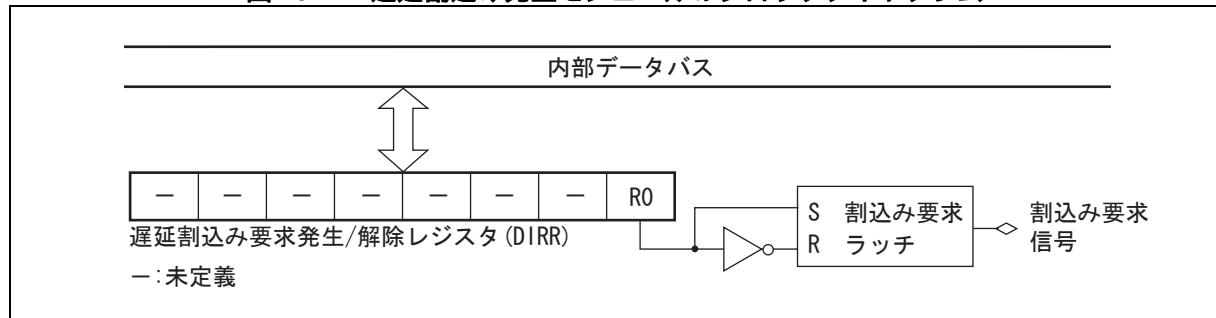 内部データバス
－ － － － － － － R0
遅延割込み要求発生/解除レジスタ(DIRR)
－:未定義
S 割込み要求
R ラッチ
割込み要求
信号